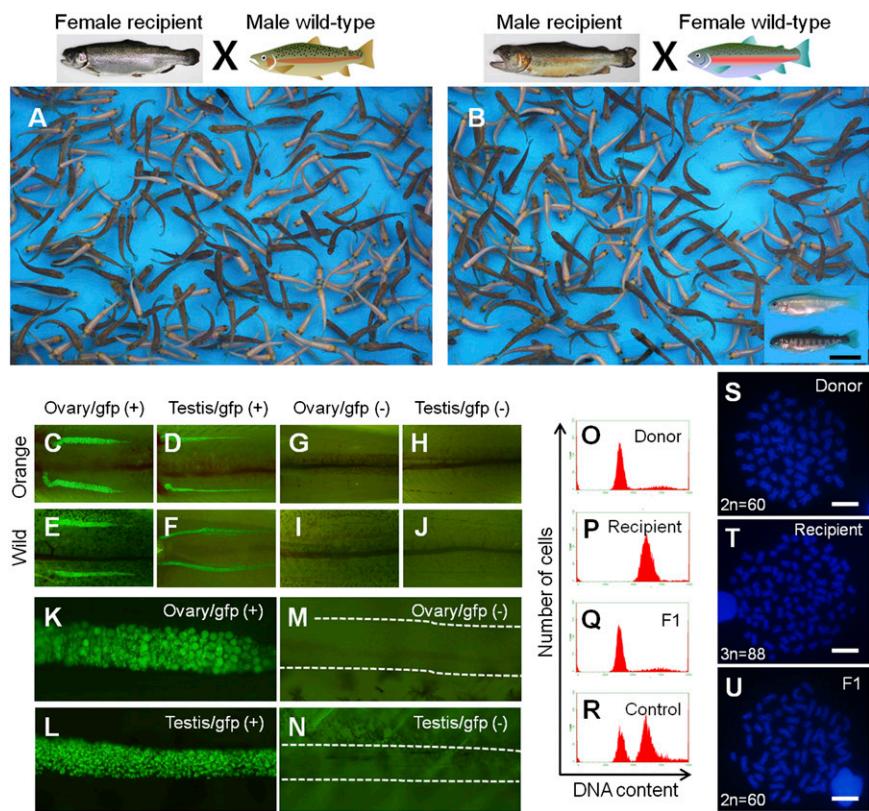 Female recipient
Male wild-type
Male recipient
Female wild-type
X
X
A
B
Ovary/gfp (+)
Testis/gfp (+)
Ovary/gfp (-)
Testis/gfp (-)
Orange
C
D
G
H
Wild
E
F
I
J
K
Ovary/gfp (+)
M
Ovary/gfp (-)
L
Testis/gfp (+)
N
Testis/gfp (-)
Number of cells
O
Donor
P
Recipient
Q
F1
R
Control
DNA content
S
Donor
2n=60
T
Recipient
3n=88
U
F1
2n=60